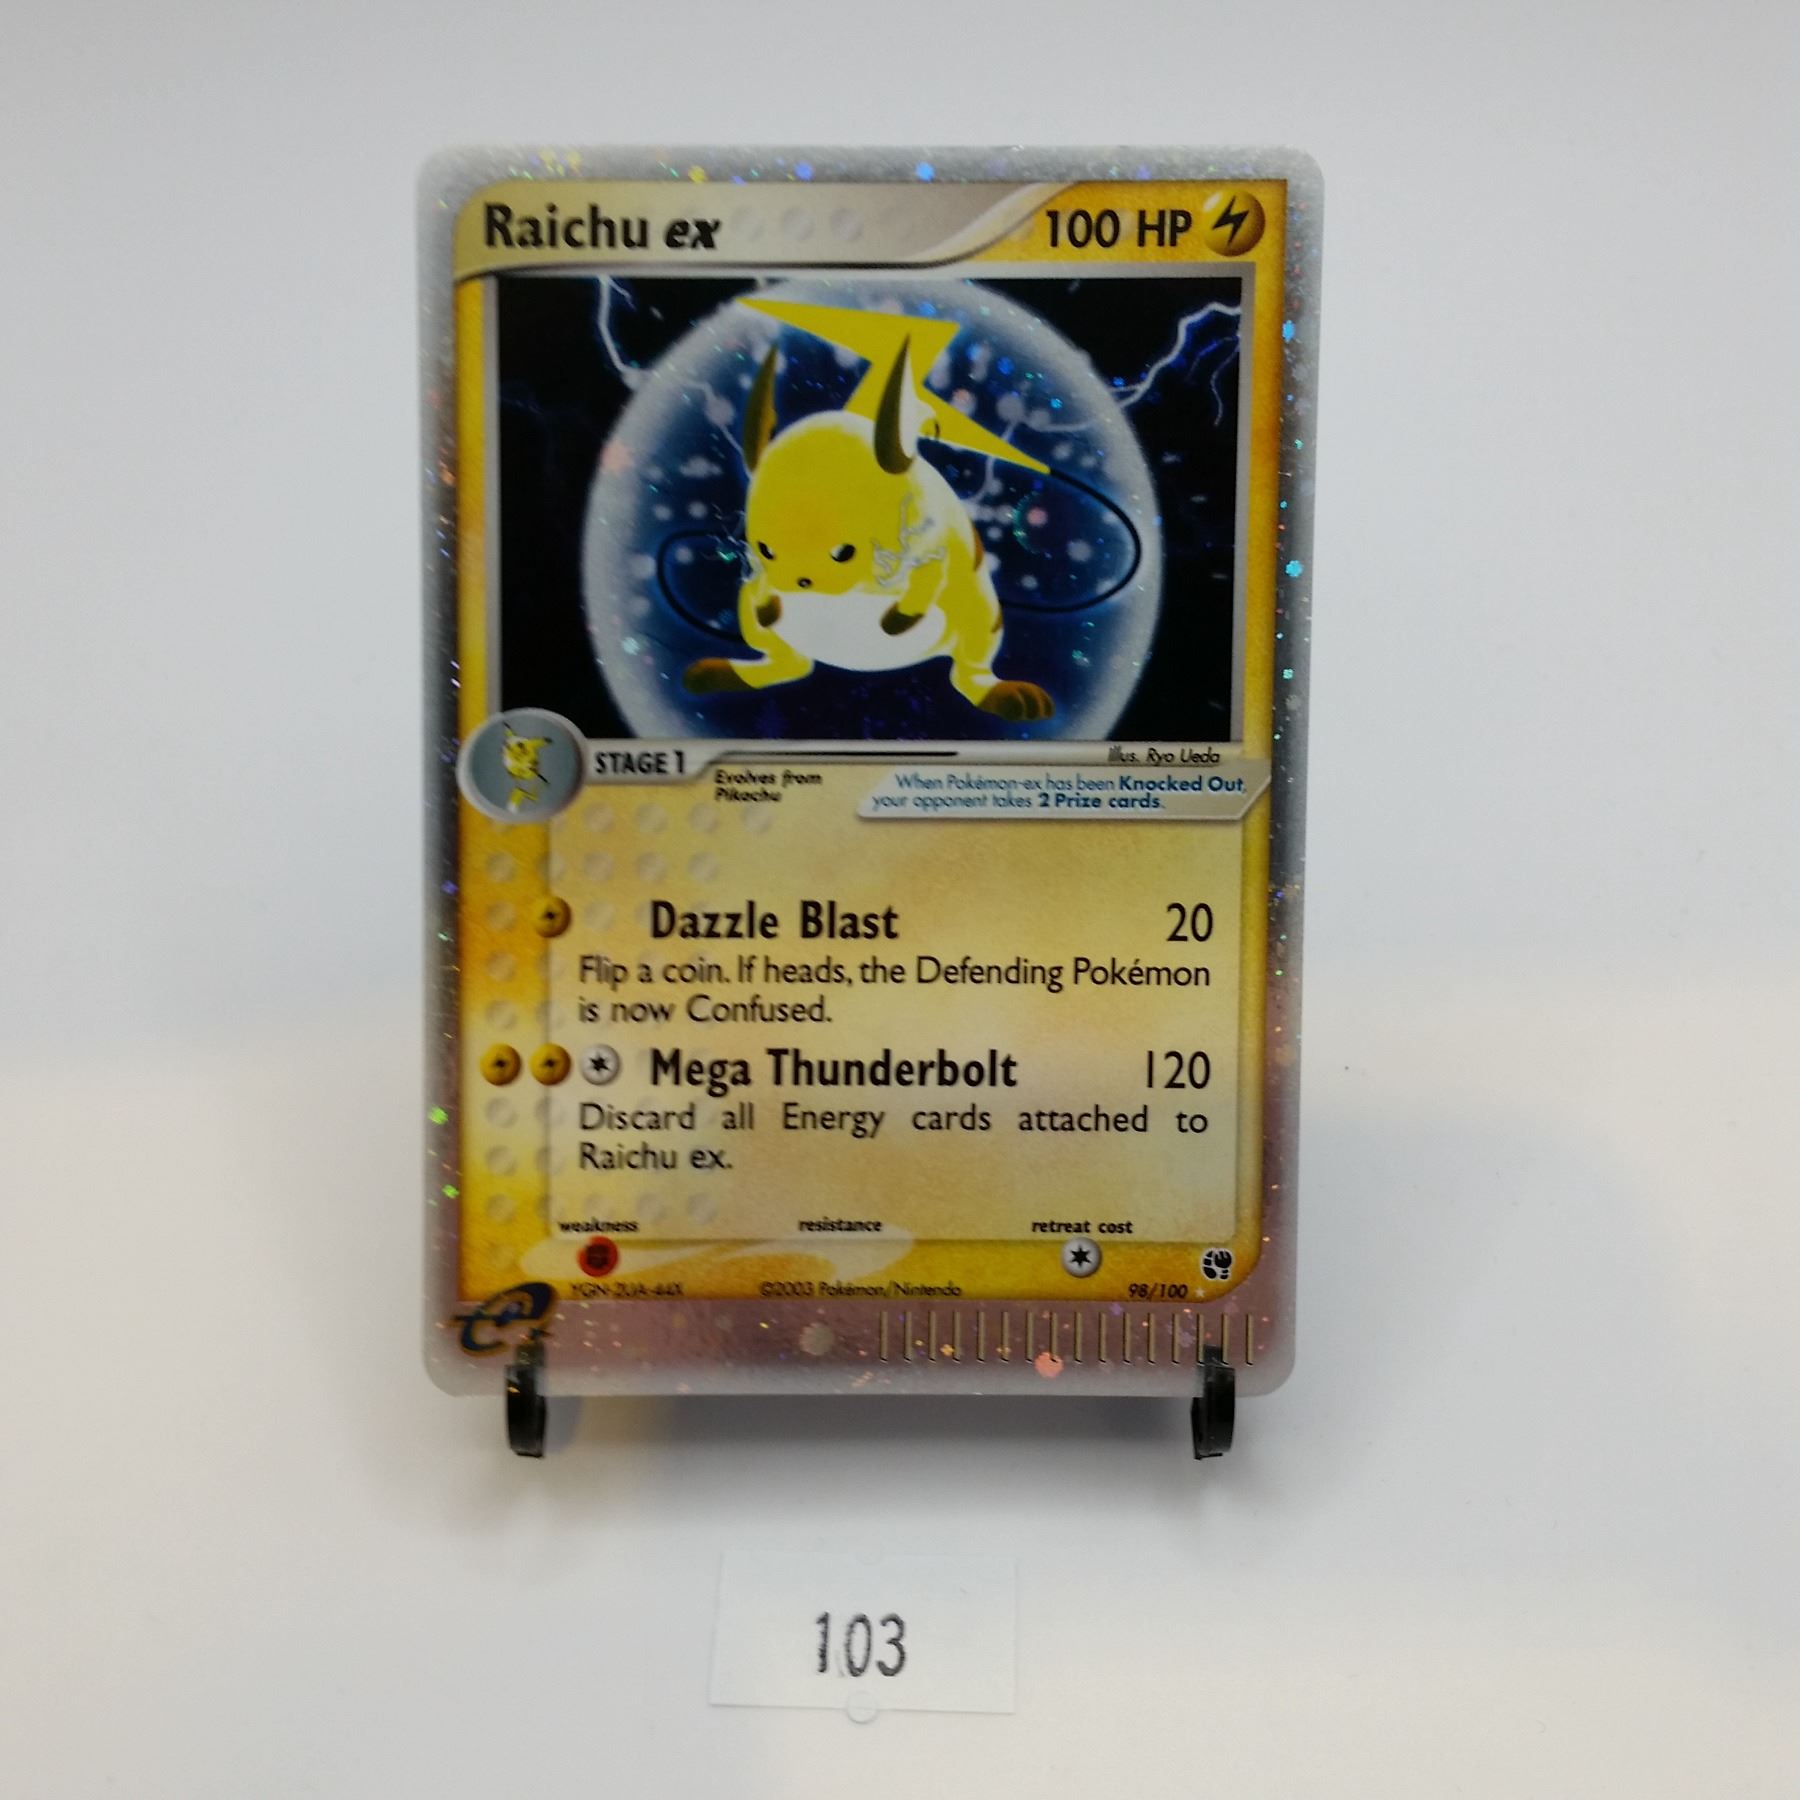 Raichu ex 100 HP
STAGE 1
Evolves from
Pikachu
Illus. Ryo Ueda
When Pokémon-ex has been Knocked Out,
your opponent takes 2 Prize cards.
Dazzle Blast 20
Flip a coin. If heads, the Defending Pokémon
is now Confused.
Mega Thunderbolt 120
Discard all Energy cards attached to
Raichu ex.
weakness resistance retreat cost
©2003 Pokémon/Nintendo 98/100
103